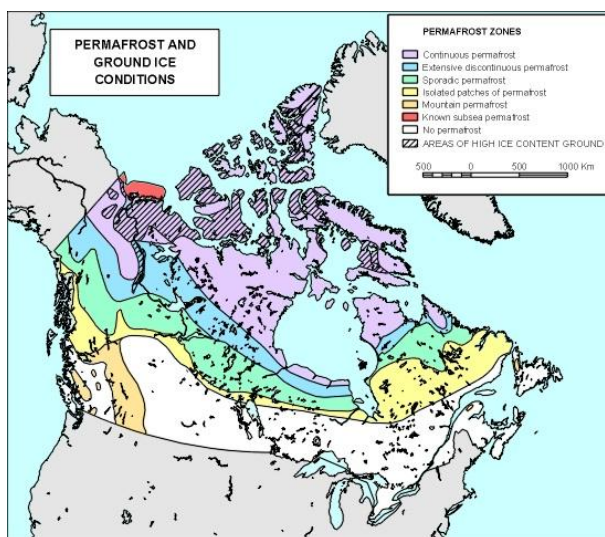 PERMAFROST AND
GROUND ICE
CONDITIONS
PERMAFROST ZONES
Continuous permafrost
Extensive discontinuous permafrost
Sporadic permafrost
Isolated patches of permafrost
Mountain permafrost
Known subsea permafrost
No permafrost
AREAS OF HIGH ICE CONTENT GROUND
500 0 500 1000 Km